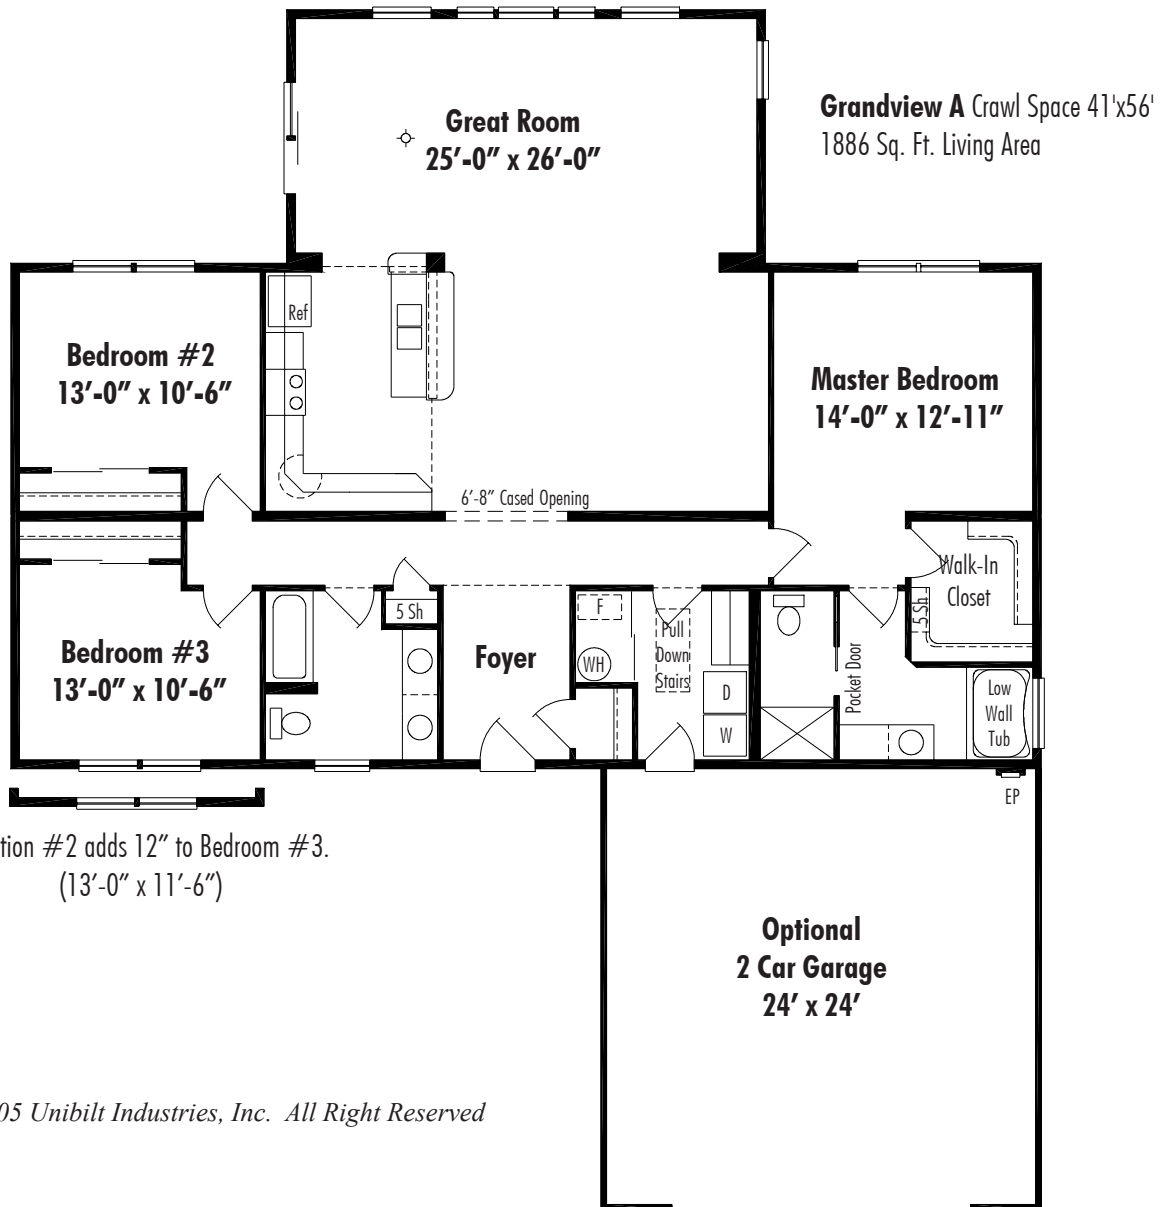 Grandview A Crawl Space 41'x56'
1886 Sq. Ft. Living Area
Great Room
25′-0″ x 26′-0″
Ref
Bedroom #2
13′-0″ x 10′-6″
Master Bedroom
14′-0″ x 12′-11″
6′-8″ Cased Opening
Walk-In
Closet
5 Sh
5 Sh
F
WH
Pull
Down
Stairs
D
W
Pocket Door
Low
Wall
Tub
Bedroom #3
13′-0″ x 10′-6″
Foyer
EP
tion #2 adds 12″ to Bedroom #3.
(13′-0″ x 11′-6″)
Optional
2 Car Garage
24′ x 24′
05 Unibilt Industries, Inc.  All Right Reserved